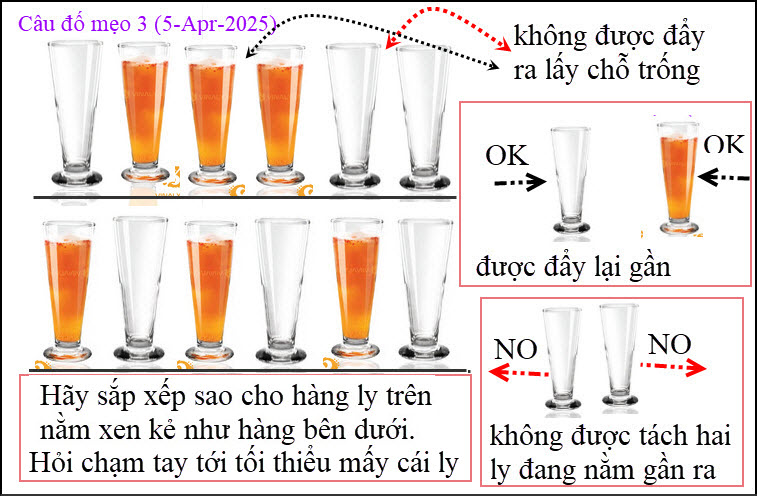 Câu đố mẹo 3 (5-Apr-2025)
không được đẩy
ra lấy chỗ trống
OK
OK
được đẩy lại gần
NO
NO
không được tách hai
ly đang nằm gần ra
Hãy sắp xếp sao cho hàng ly trên
nằm xen kẻ như hàng bên dưới.
Hỏi chạm tay tới tối thiểu mấy cái ly